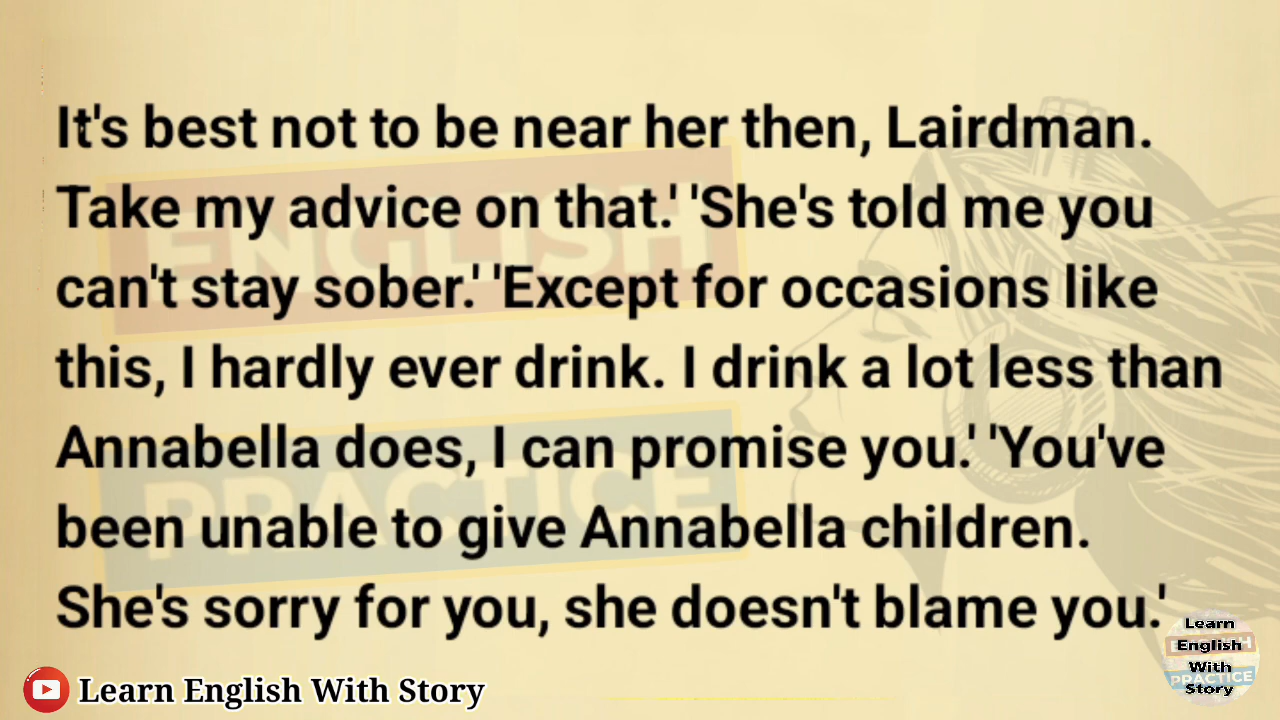 It's best not to be near her then, Lairdman.
Take my advice on that.' 'She's told me you
can't stay sober.' 'Except for occasions like
this, I hardly ever drink. I drink a lot less than
Annabella does, I can promise you.' 'You've
been unable to give Annabella children.
She's sorry for you, she doesn't blame you.'
ENGLISH
PRACTICE
Learn English With Story
Learn
English
With
PRACTICE
Story